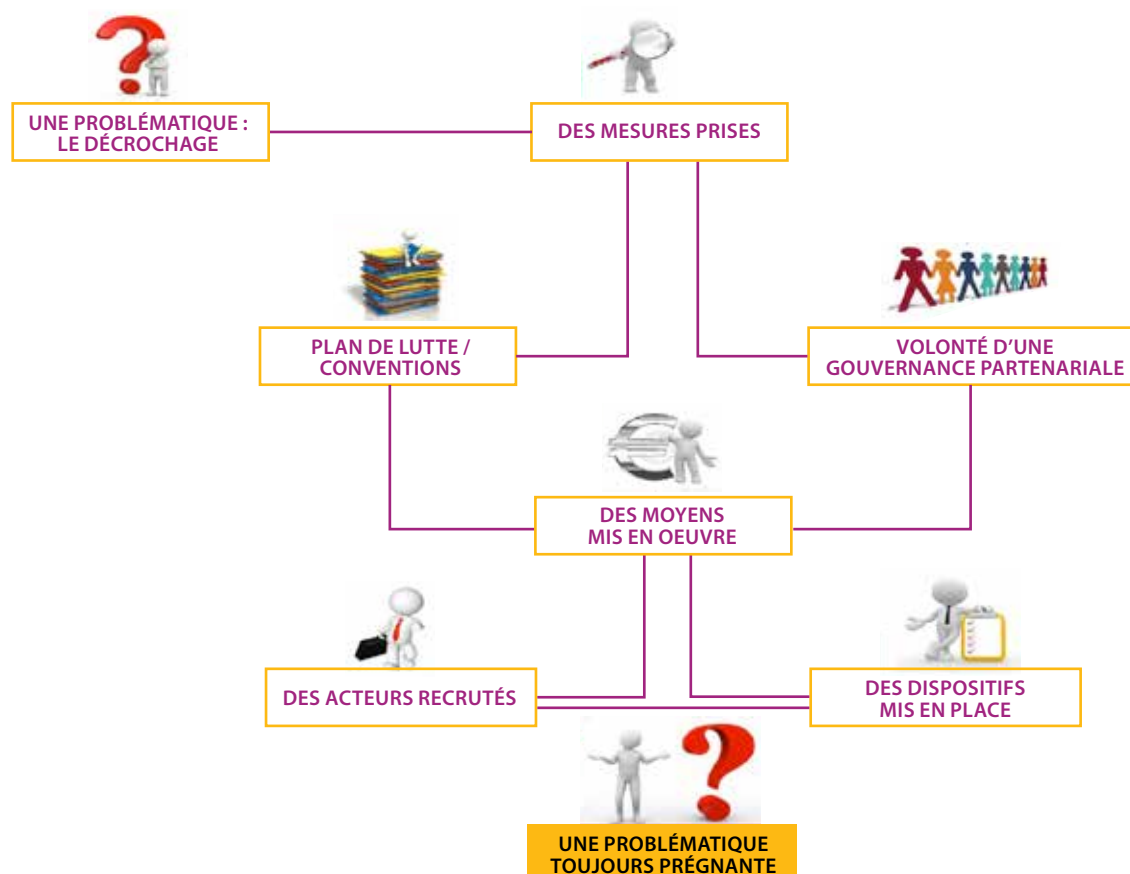 UNE PROBLÉMATIQUE :
LE DÉCROCHAGE
DES MESURES PRISES
PLAN DE LUTTE /
CONVENTIONS
VOLONTÉ D’UNE
GOUVERNANCE PARTENARIALE
DES MOYENS
MIS EN OEUVRE
DES ACTEURS RECRUTÉS
DES DISPOSITIFS
MIS EN PLACE
UNE PROBLÉMATIQUE
TOUJOURS PRÉGNANTE